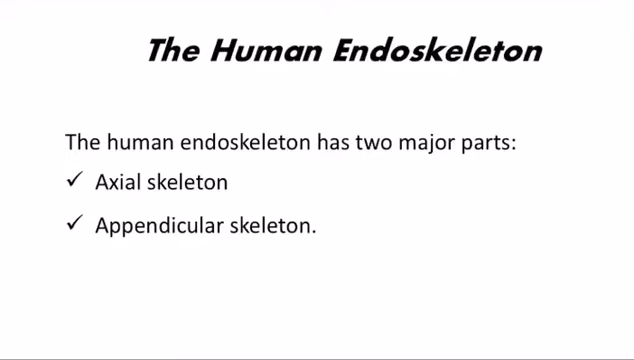 The Human Endoskeleton
The human endoskeleton has two major parts:
✓ Axial skeleton
✓ Appendicular skeleton.